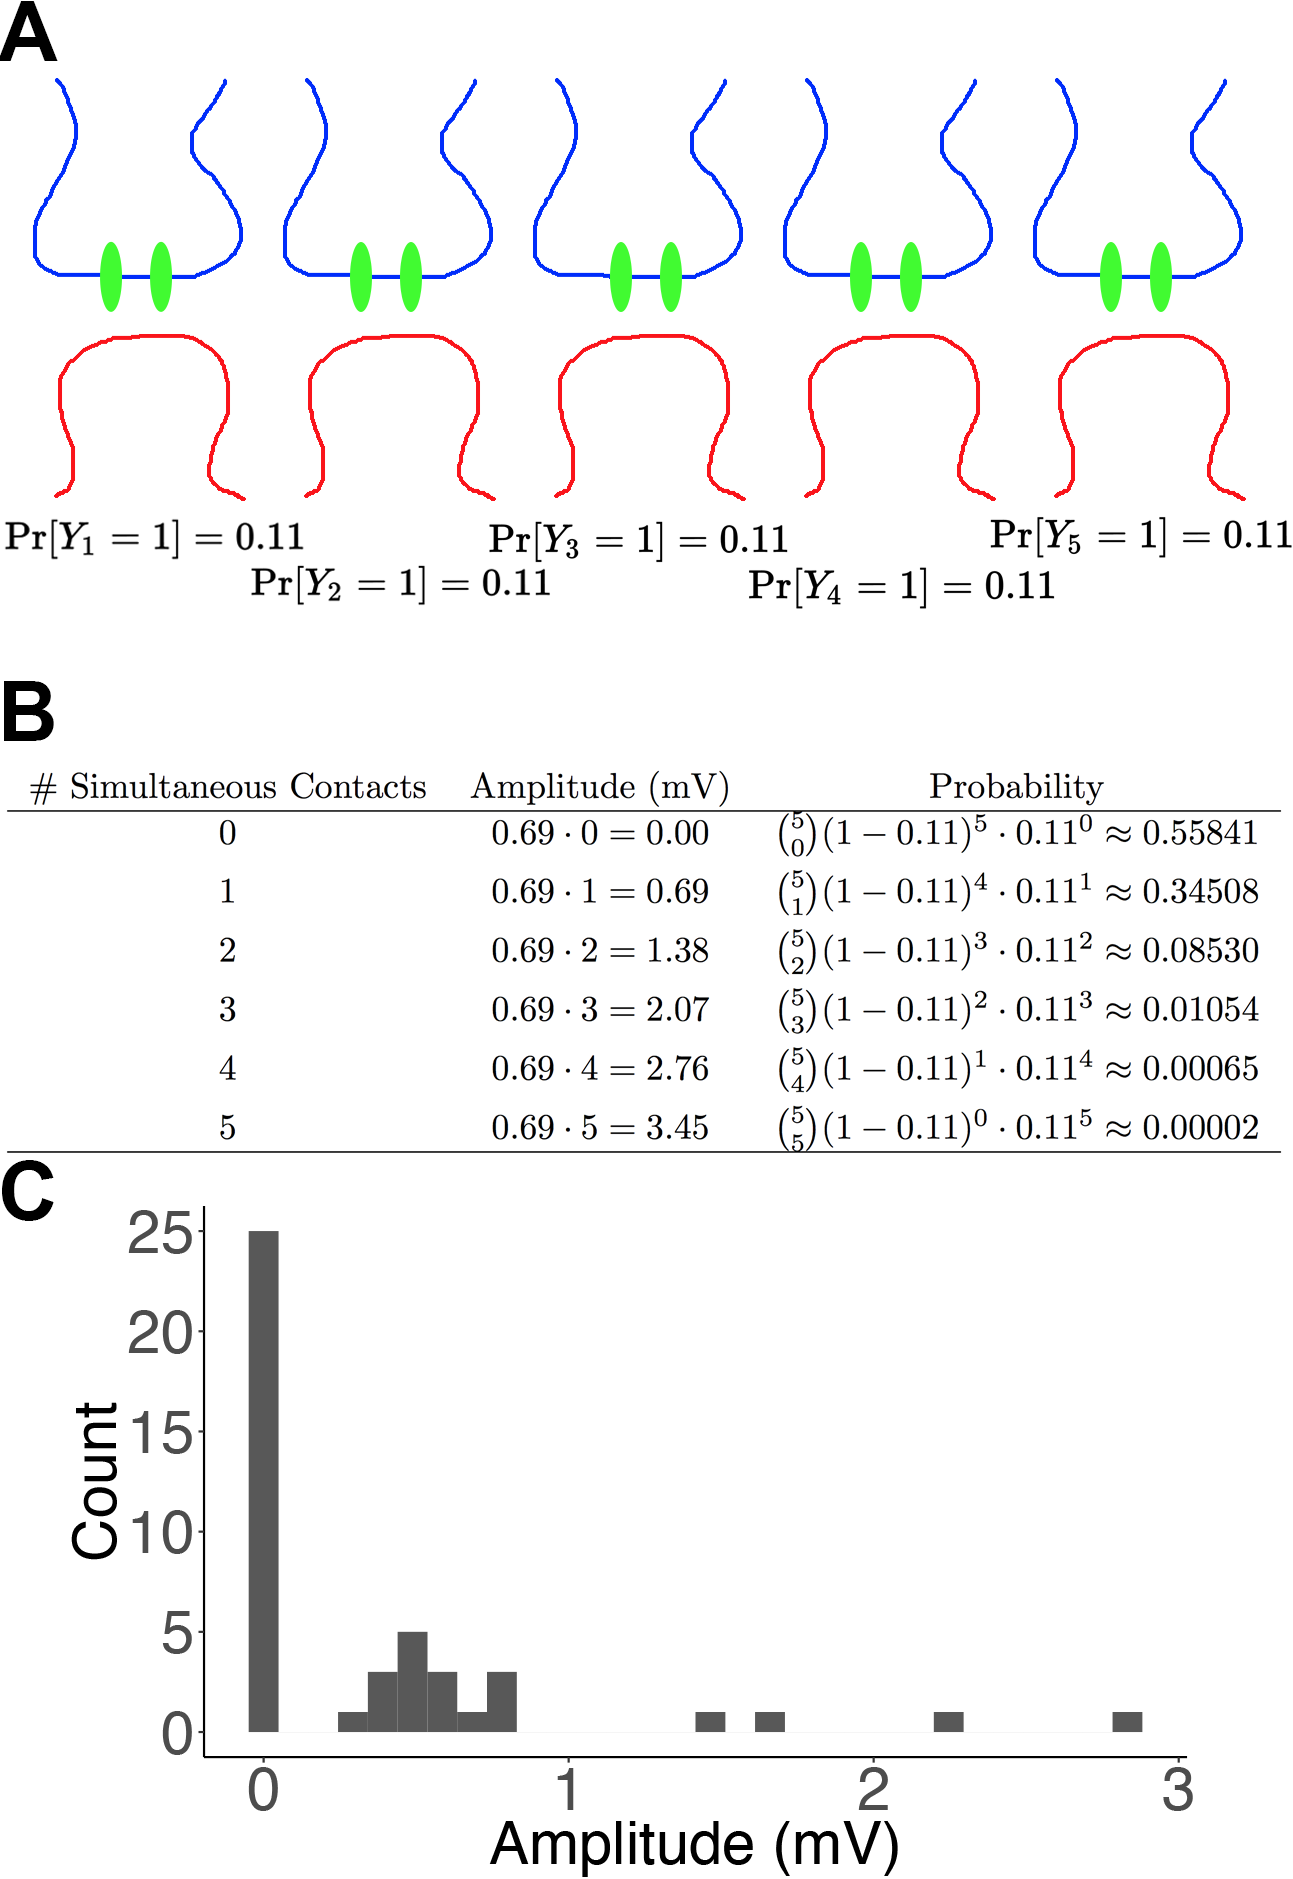 A
Pr[Y₁ = 1] = 0.11
Pr[Y₂ = 1] = 0.11
Pr[Y₃ = 1] = 0.11
Pr[Y₄ = 1] = 0.11
Pr[Y₅ = 1] = 0.11
B
# Simultaneous Contacts Amplitude (mV) Probability
0 0.69 · 0 = 0.00 (5 0)(1 − 0.11)⁵ · 0.11⁰ ≈ 0.55841
1 0.69 · 1 = 0.69 (5 1)(1 − 0.11)⁴ · 0.11¹ ≈ 0.34508
2 0.69 · 2 = 1.38 (5 2)(1 − 0.11)³ · 0.11² ≈ 0.08530
3 0.69 · 3 = 2.07 (5 3)(1 − 0.11)² · 0.11³ ≈ 0.01054
4 0.69 · 4 = 2.76 (5 4)(1 − 0.11)¹ · 0.11⁴ ≈ 0.00065
5 0.69 · 5 = 3.45 (5 5)(1 − 0.11)⁰ · 0.11⁵ ≈ 0.00002
C
Count
25
20
15
10
5
0
0 1 2 3
Amplitude (mV)